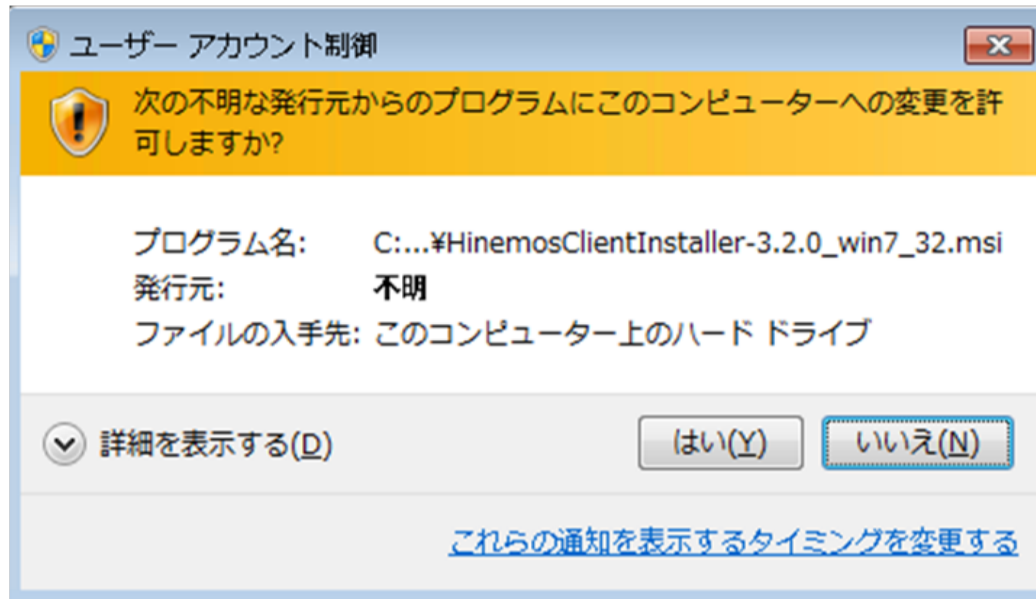 ユーザー アカウント制御
次の不明な発行元からのプログラムにこのコンピューターへの変更を許
可しますか?
プログラム名: C:...¥HinemosClientInstaller-3.2.0_win7_32.msi
発行元: 不明
ファイルの入手先: このコンピューター上のハード ドライブ
詳細を表示する(D) はい(Y) いいえ(N)
これらの通知を表示するタイミングを変更する